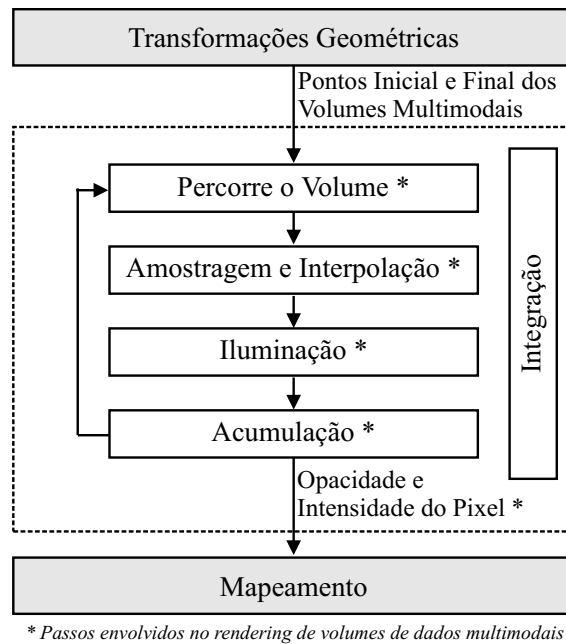 Transformações Geométricas
Pontos Inicial e Final dos
Volumes Multimodais
Percorre o Volume *
Amostragem e Interpolação *
Iluminação *
Acumulação *
Integração
Opacidade e
Intensidade do Pixel *
Mapeamento
* Passos envolvidos no rendering de volumes de dados multimodais